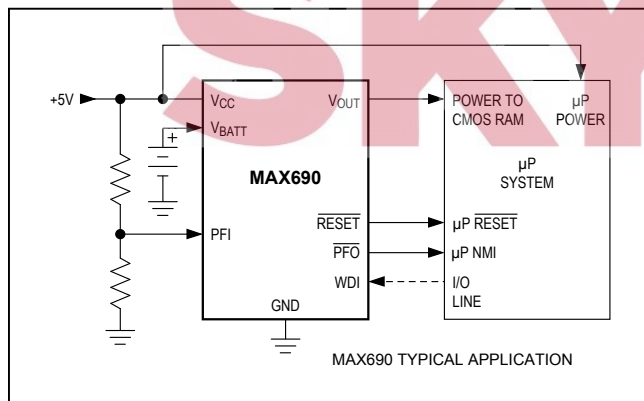 SKY
+5V
VCC
VBATT
PFI
MAX690
VOUT
RESET
PFO
WDI
GND
POWER TO
CMOS RAM
µP
POWER
µP
SYSTEM
µP RESET
µP NMI
I/O
LINE
MAX690 TYPICAL APPLICATION